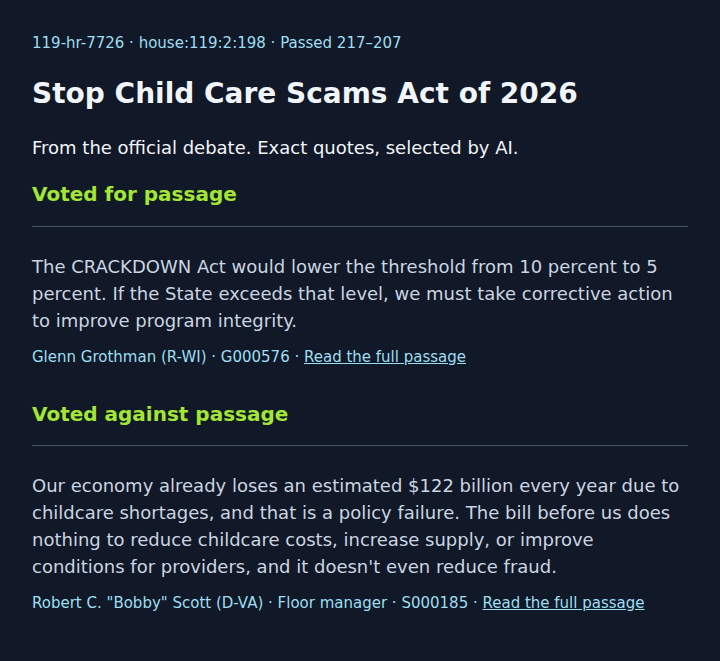 119-hr-7726 · house:119:2:198 · Passed 217–207
Stop Child Care Scams Act of 2026
From the official debate. Exact quotes, selected by AI.
Voted for passage
The CRACKDOWN Act would lower the threshold from 10 percent to 5
percent. If the State exceeds that level, we must take corrective action
to improve program integrity.
Glenn Grothman (R-WI) · G000576 · Read the full passage
Voted against passage
Our economy already loses an estimated $122 billion every year due to
childcare shortages, and that is a policy failure. The bill before us does
nothing to reduce childcare costs, increase supply, or improve
conditions for providers, and it doesn't even reduce fraud.
Robert C. "Bobby" Scott (D-VA) · Floor manager · S000185 · Read the full passage